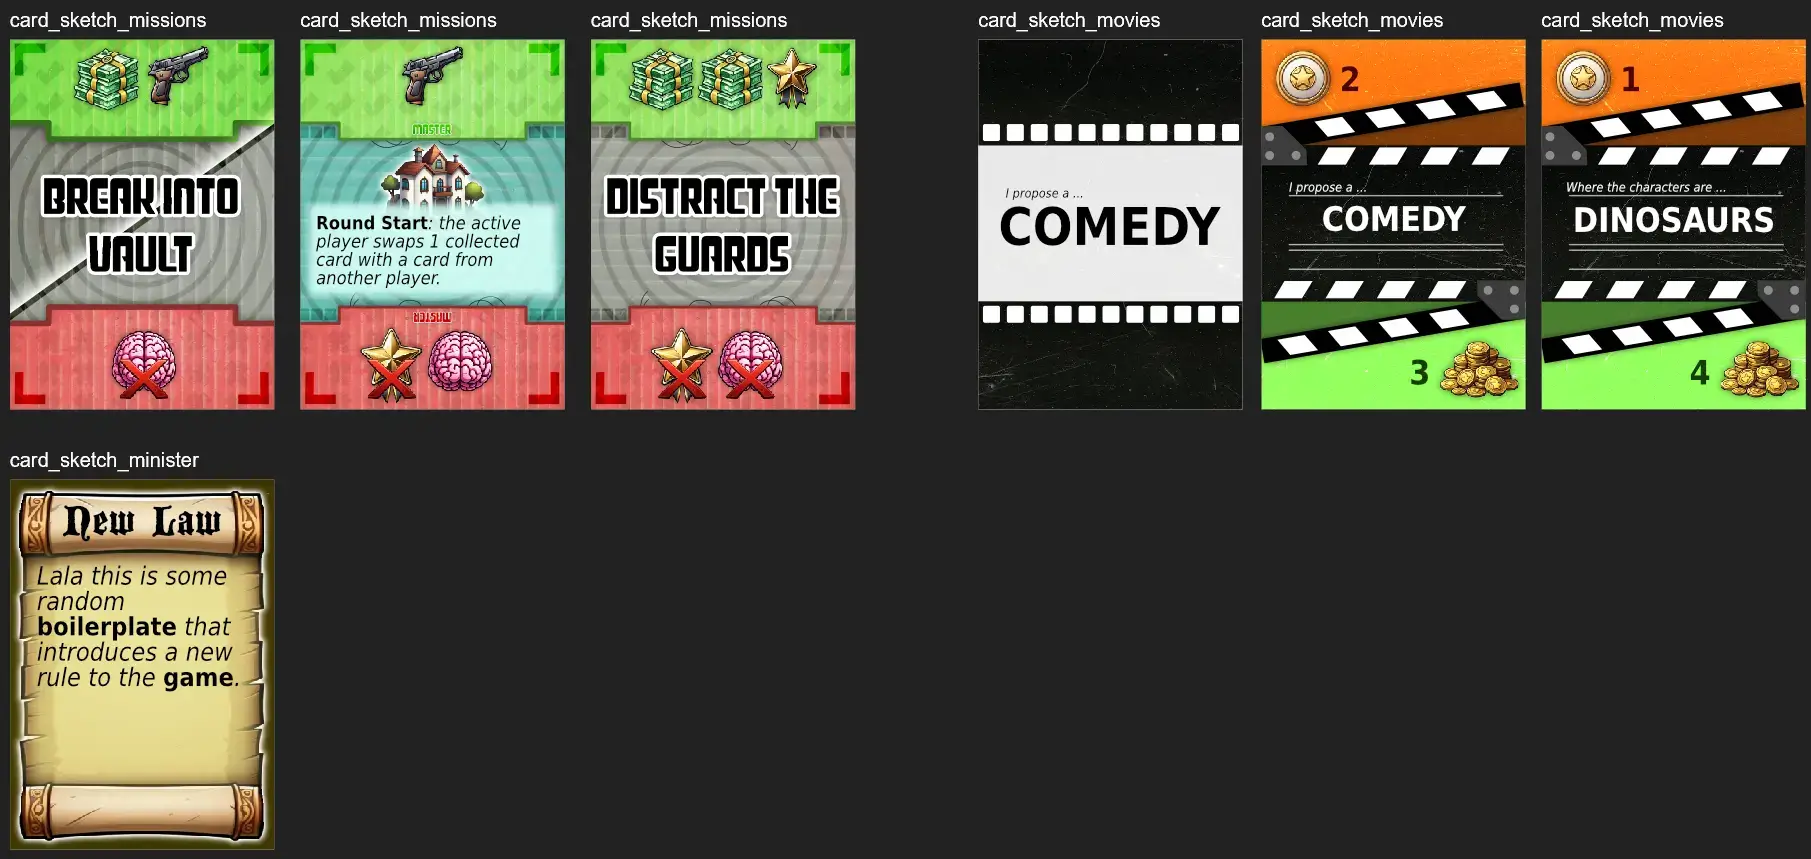 card_sketch_missions
BREAK INTO
VAULT
card_sketch_missions
MASTER
Round Start: the active
player swaps 1 collected
card with a card from
another player.
MASTER
card_sketch_missions
DISTRACT THE
GUARDS
card_sketch_movies
I propose a ...
COMEDY
card_sketch_movies
2
I propose a ...
COMEDY
3
card_sketch_movies
1
Where the characters are ...
DINOSAURS
4
card_sketch_minister
New Law
Lala this is some
random
boilerplate that
introduces a new
rule to the game.